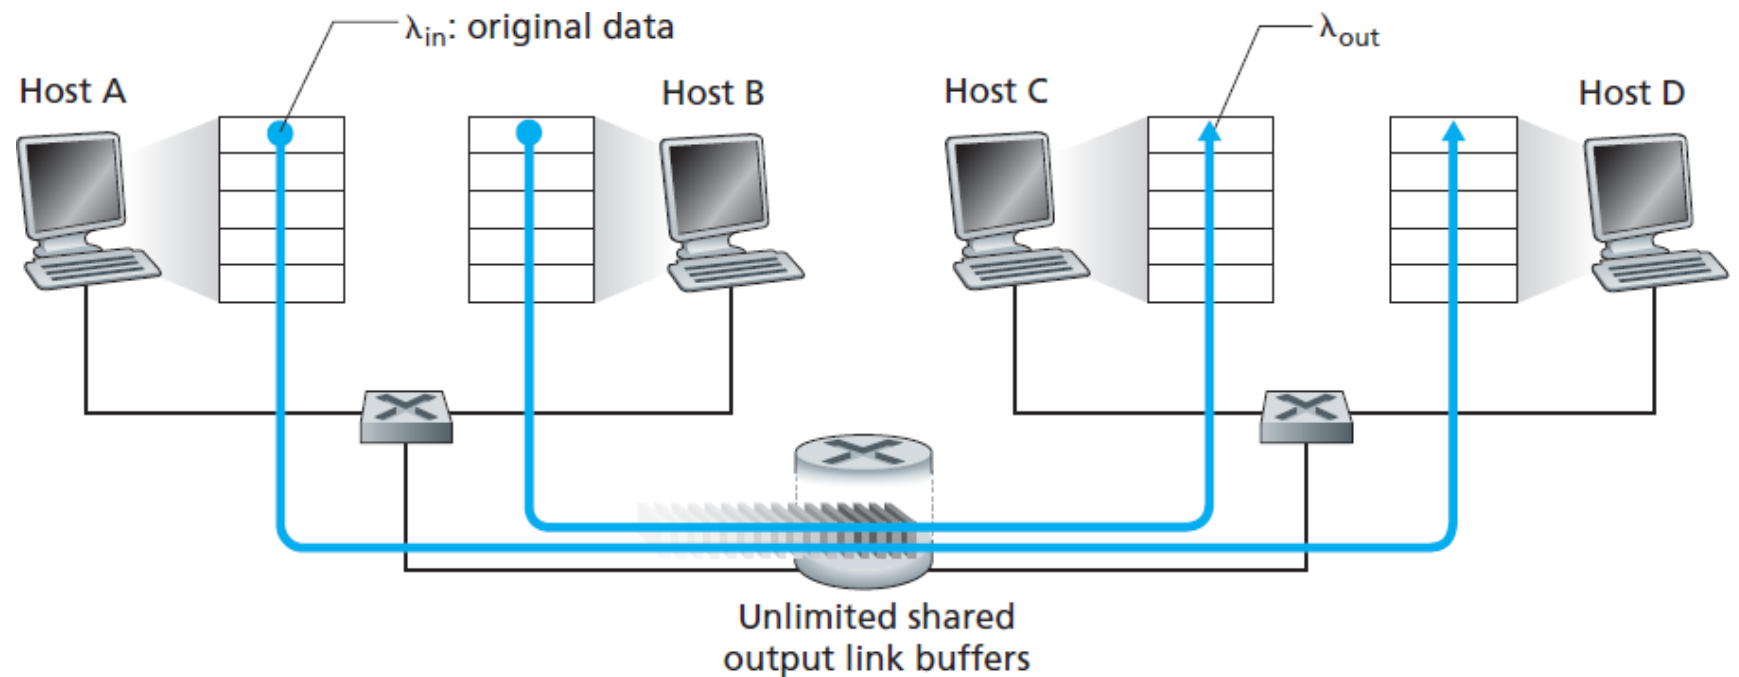 λin: original data
λout
Host A
Host B
Host C
Host D
Unlimited shared
output link buffers